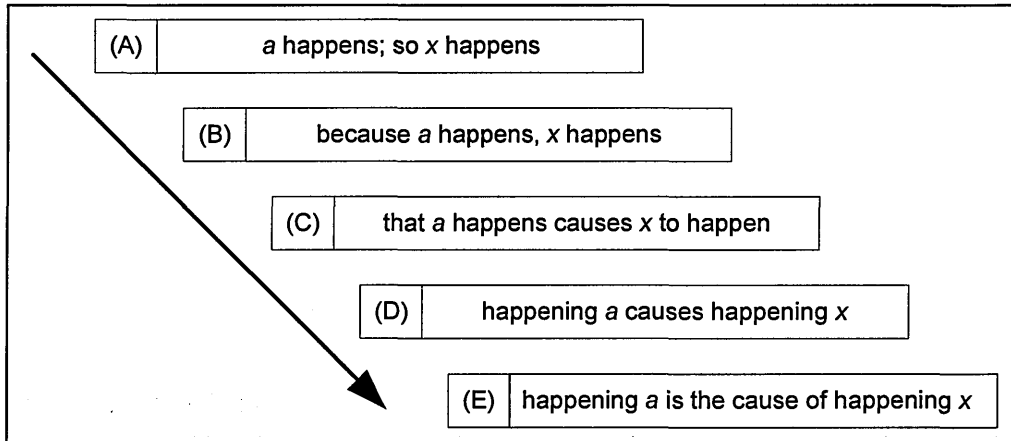 (A) a happens; so x happens
(B) because a happens, x happens
(C) that a happens causes x to happen
(D) happening a causes happening x
(E) happening a is the cause of happening x